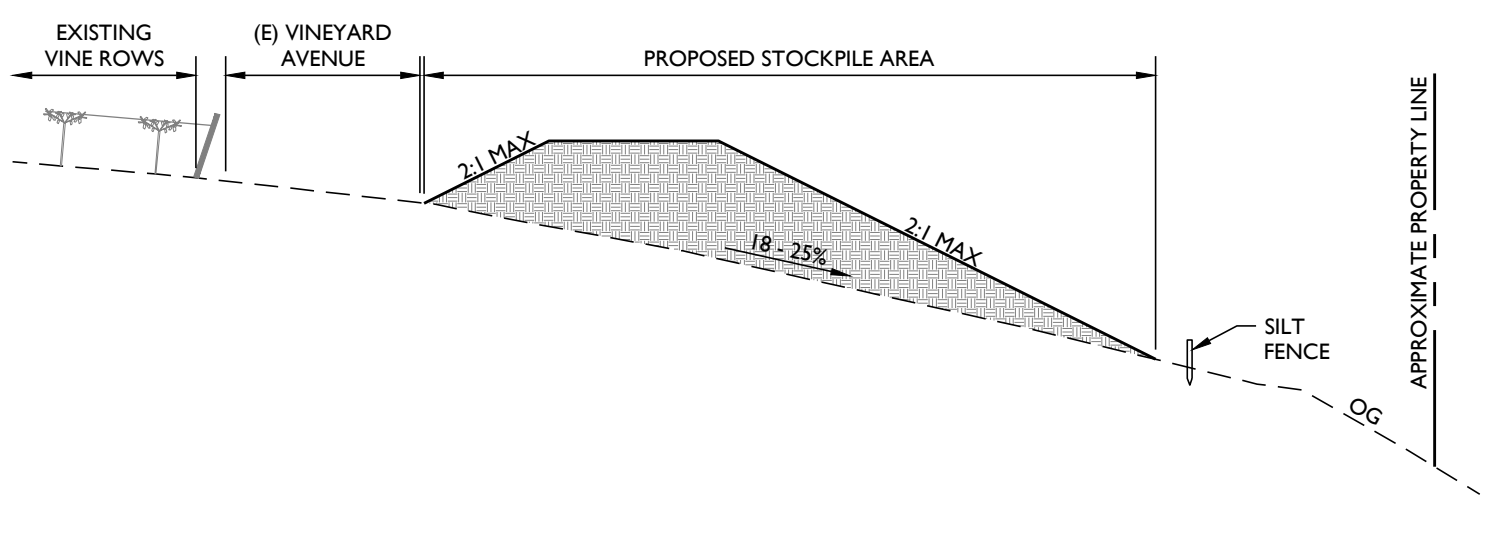 EXISTING
VINE ROWS
(E) VINEYARD
AVENUE
PROPOSED STOCKPILE AREA
2:1 MAX
18 - 25%
2:1 MAX
SILT
FENCE
OG
APPROXIMATE PROPERTY LINE